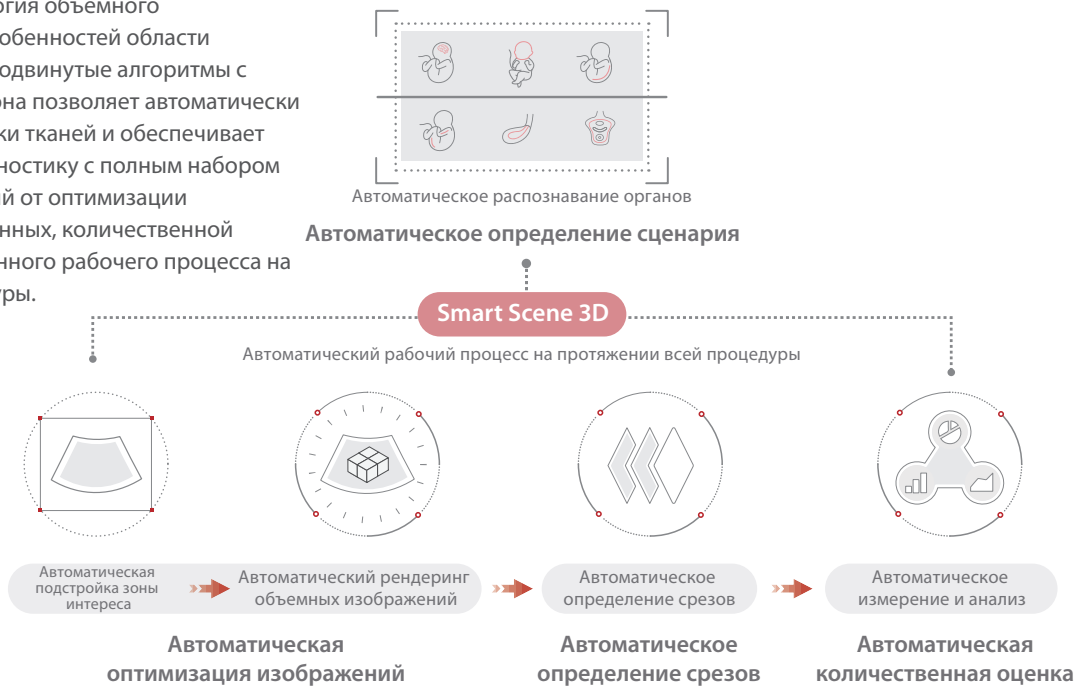 гия объемного
обенностей области
одвинутые алгоритмы с
она позволяет автоматически
ки тканей и обеспечивает
ностику с полным набором
ий от оптимизации
нных, количественной
нного рабочего процесса на
уры.
Автоматическое распознавание органов
Автоматическое определение сценария
Smart Scene 3D
Автоматический рабочий процесс на протяжении всей процедуры
Автоматическая
подстройка зоны
интереса
Автоматический рендеринг
объемных изображений
Автоматическое
определение срезов
Автоматическое
измерение и анализ
Автоматическая
оптимизация изображений
Автоматическое
определение срезов
Автоматическая
количественная оценка